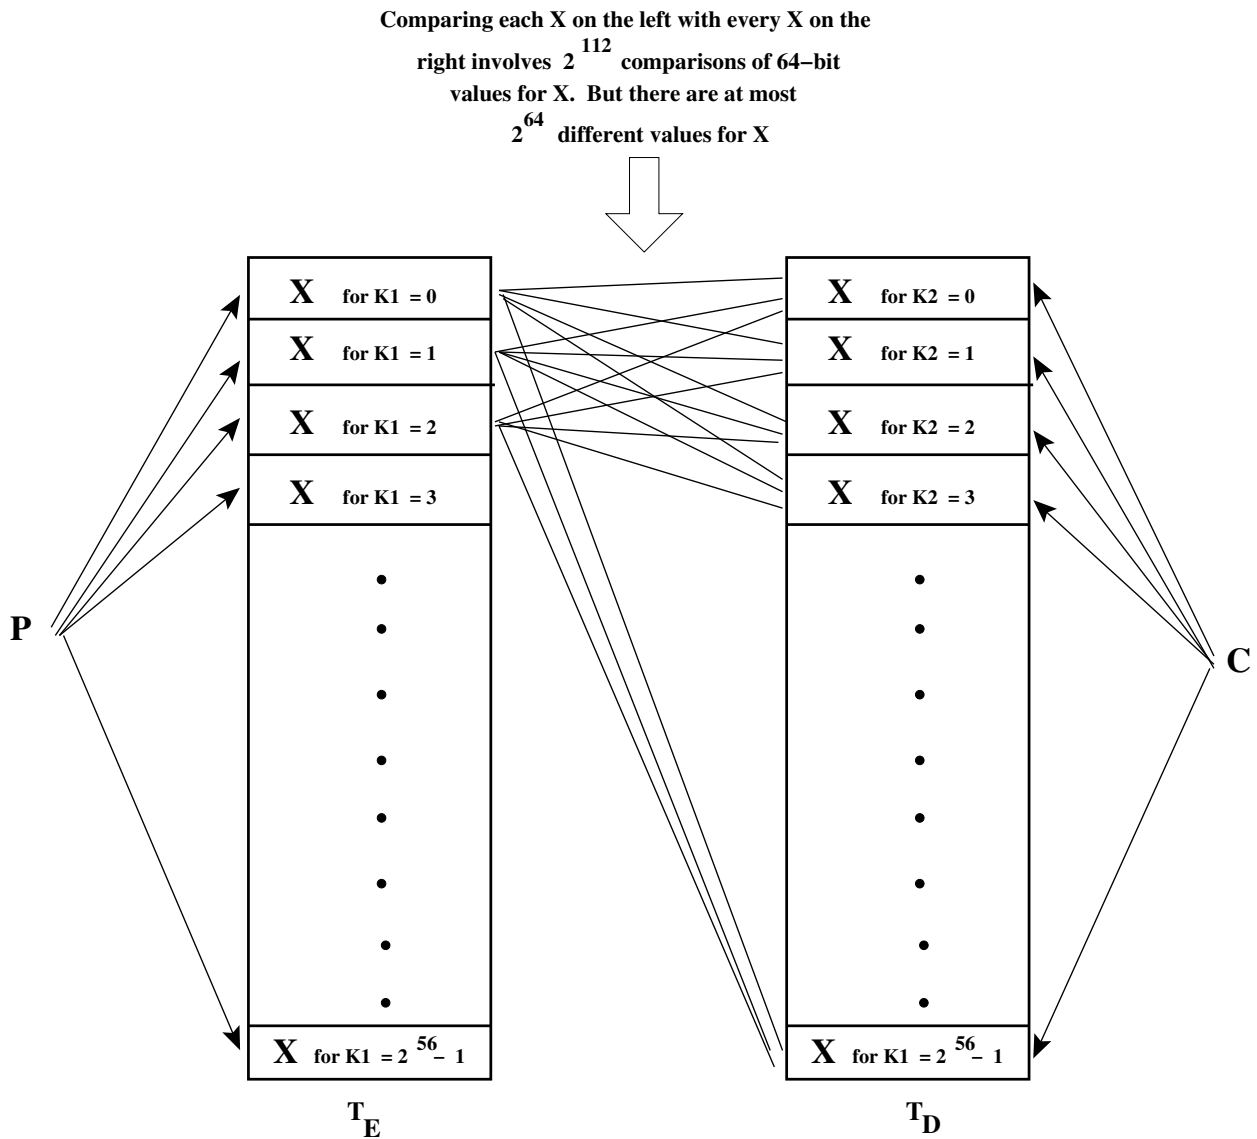 Comparing each X on the left with every X on the
right involves 2^112 comparisons of 64−bit
values for X. But there are at most
2^64 different values for X
X for K1 = 0
X for K2 = 0
X for K1 = 1
X for K2 = 1
X for K1 = 2
X for K2 = 2
X for K1 = 3
X for K2 = 3
P
C
X for K1 = 2^56 − 1
X for K1 = 2^56 − 1
T_E
T_D